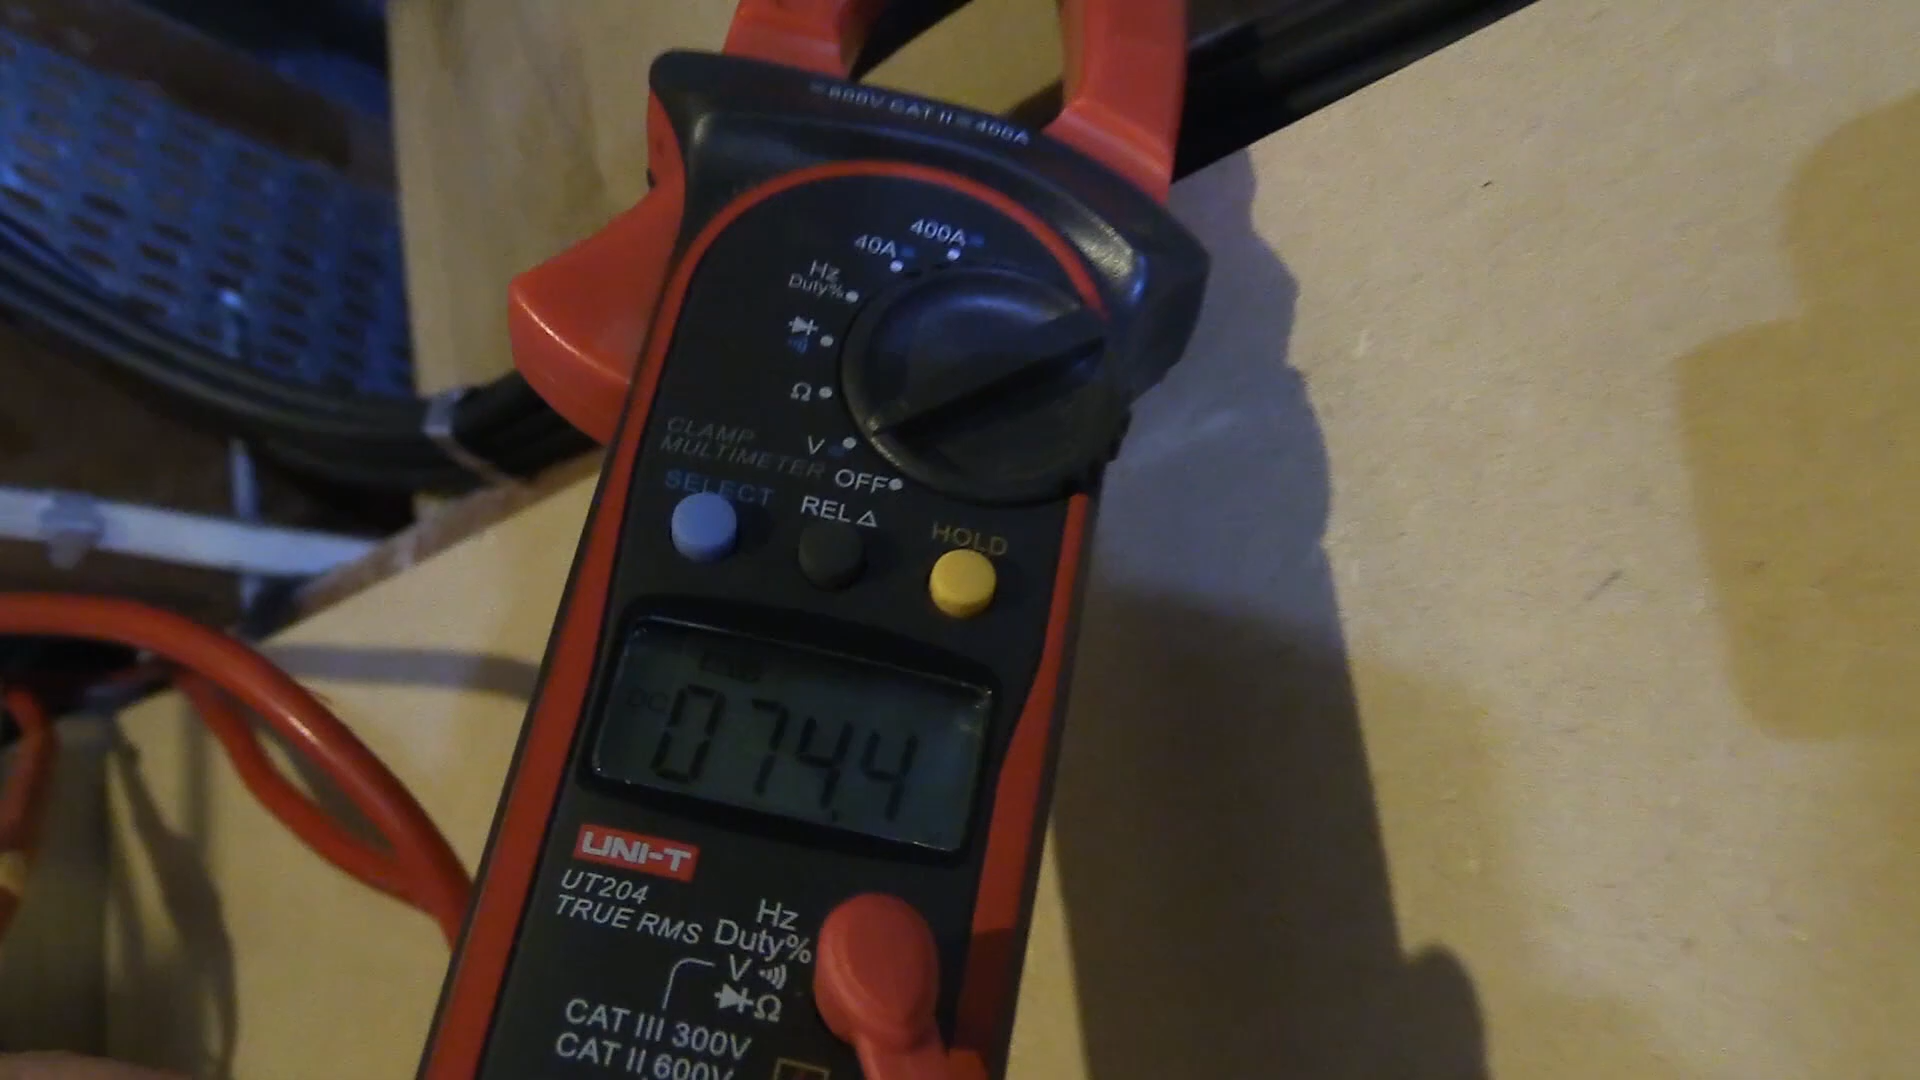 ≂600V CAT II ≂ 400A
400A
40A
Hz
Duty%
Ω
V
OFF
CLAMP
MULTIMETER
SELECT
REL Δ
HOLD
DC
074.4
UNI-T
UT204
TRUE RMS
Hz
Duty%
V
Ω
CAT III 300V
CAT II 600V